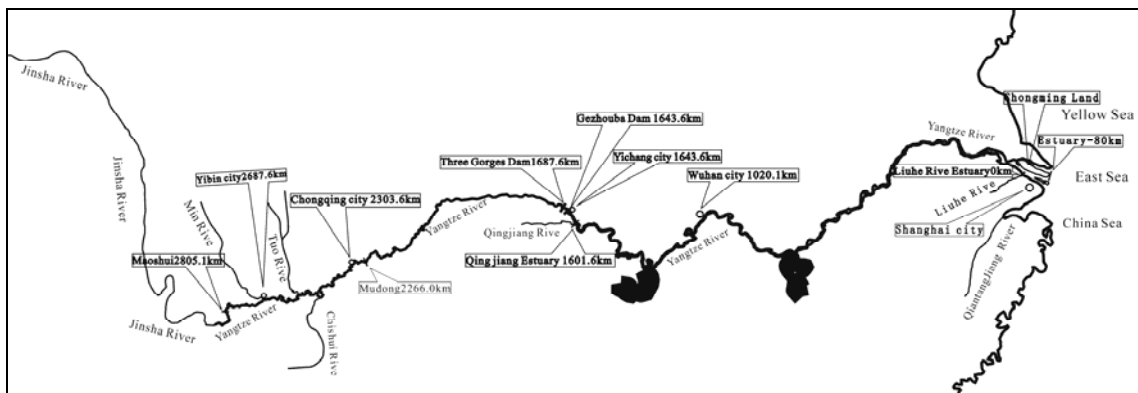 Jinsha River
Jinsha River
Jinsha River
Maoshui2805.1km
Min Rive
Yibin city2687.6km
Tuo Rive
Yangtze River
Chishui Rive
Chongqing city 2303.6km
Mudong2266.0km
Yangtze River
Three Gorges Dam1687.6km
Gezhouba Dam 1643.6km
Yichang city 1643.6km
Qingjiang Rive
Qing jiang Estuary 1601.6km
Wuhan city 1020.1km
Yangtze River
Yangtze River
Chongming Land
Yellow Sea
Estuary-80km
Liuhe Rive Estuary0km
East Sea
Liuhe Rive
Shanghai city
China Sea
QiantangJiang River